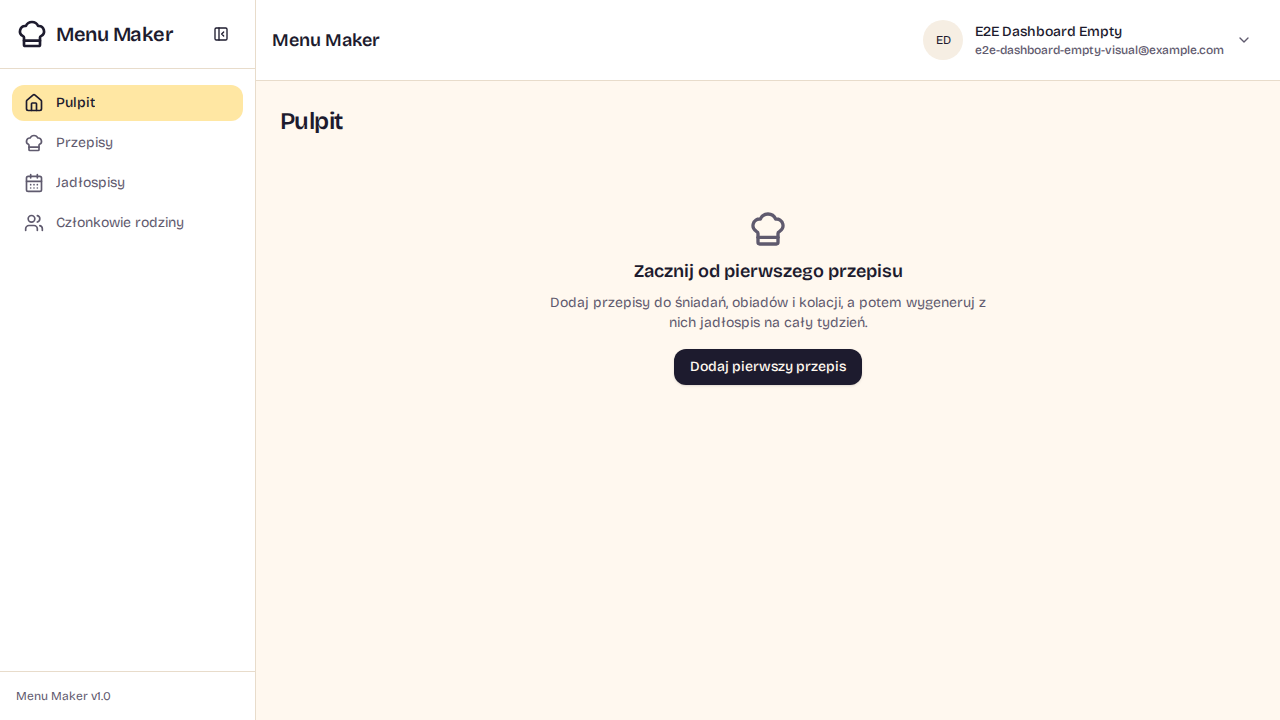 Menu Maker
Pulpit
Przepisy
Jadłospisy
Członkowie rodziny
Menu Maker v1.0
Menu Maker
ED
E2E Dashboard Empty
e2e-dashboard-empty-visual@example.com
Pulpit
Zacznij od pierwszego przepisu
Dodaj przepisy do śniadań, obiadów i kolacji, a potem wygeneruj z
nich jadłospis na cały tydzień.
Dodaj pierwszy przepis